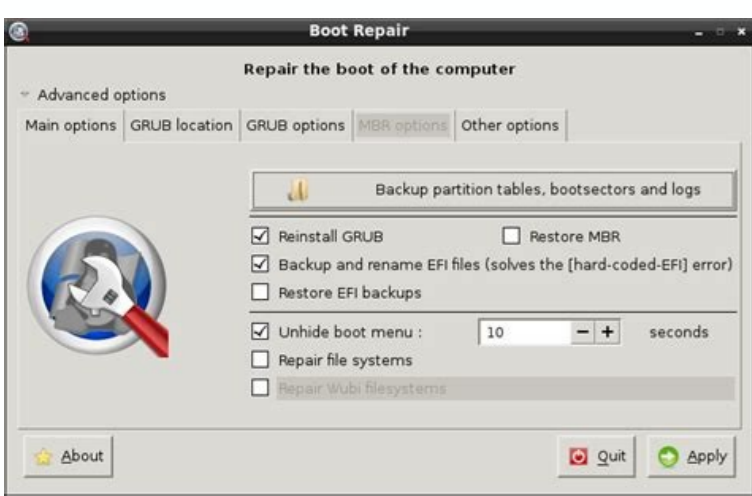 Boot Repair
Repair the boot of the computer
Advanced options
Main options GRUB location GRUB options MBR options Other options
Backup partition tables, bootsectors and logs
Reinstall GRUB Restore MBR
Backup and rename EFI files (solves the [hard-coded-EFI] error)
Restore EFI backups
Unhide boot menu : 10 seconds
Repair file systems
Repair Wubi filesystems
About Quit Apply